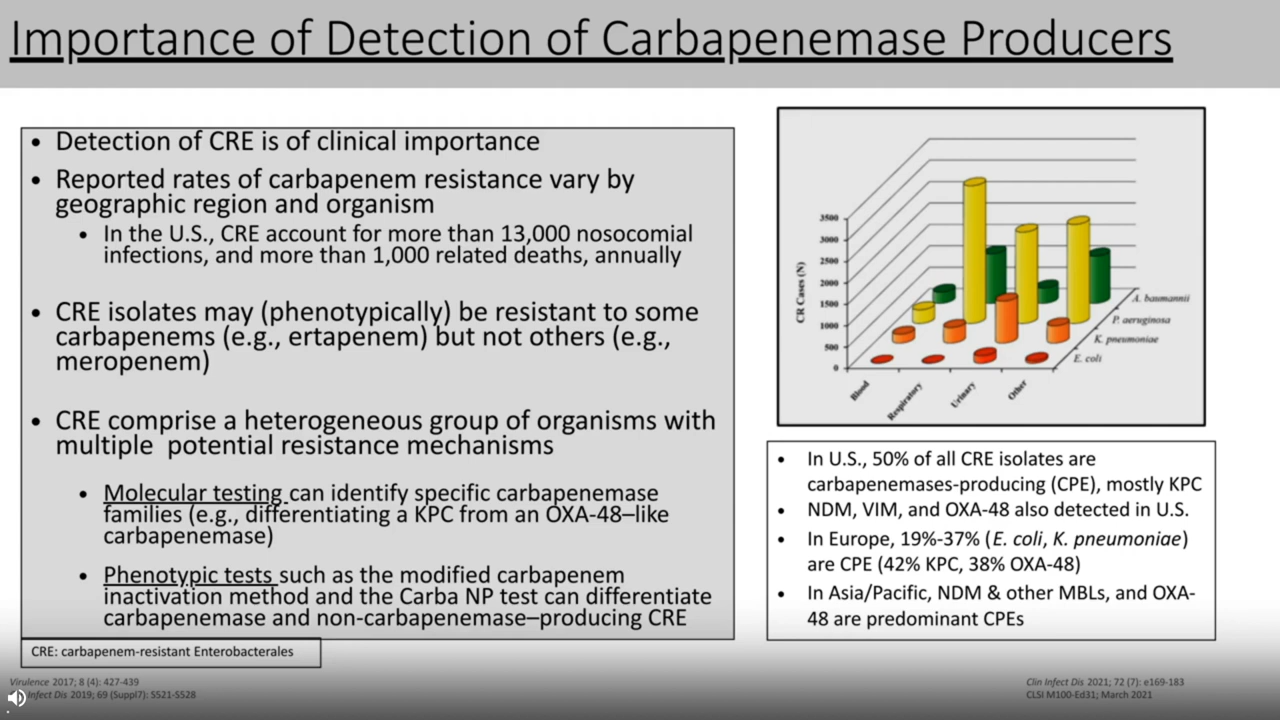 Importance of Detection of Carbapenemase Producers
• Detection of CRE is of clinical importance
• Reported rates of carbapenem resistance vary by
geographic region and organism
• In the U.S., CRE account for more than 13,000 nosocomial
infections, and more than 1,000 related deaths, annually
• CRE isolates may (phenotypically) be resistant to some
carbapenems (e.g., ertapenem) but not others (e.g.,
meropenem)
• CRE comprise a heterogeneous group of organisms with
multiple potential resistance mechanisms
• Molecular testing can identify specific carbapenemase
families (e.g., differentiating a KPC from an OXA-48–like
carbapenemase)
• Phenotypic tests such as the modified carbapenem
inactivation method and the Carba NP test can differentiate
carbapenemase and non-carbapenemase–producing CRE
CRE: carbapenem-resistant Enterobacterales
Virulence 2017; 8 (4): 427-439
Infect Dis 2019; 69 (Suppl7): S521-S528
CR Cases (N)
3500
3000
2500
2000
1500
1000
500
0
Blood
Respiratory
Urinary
Other
A. baumannii
P. aeruginosa
K. pneumoniae
E. coli
• In U.S., 50% of all CRE isolates are
carbapenemases-producing (CPE), mostly KPC
• NDM, VIM, and OXA-48 also detected in U.S.
• In Europe, 19%-37% (E. coli, K. pneumoniae)
are CPE (42% KPC, 38% OXA-48)
• In Asia/Pacific, NDM & other MBLs, and OXA-
48 are predominant CPEs
Clin Infect Dis 2021; 72 (7): e169-183
CLSI M100-Ed31; March 2021